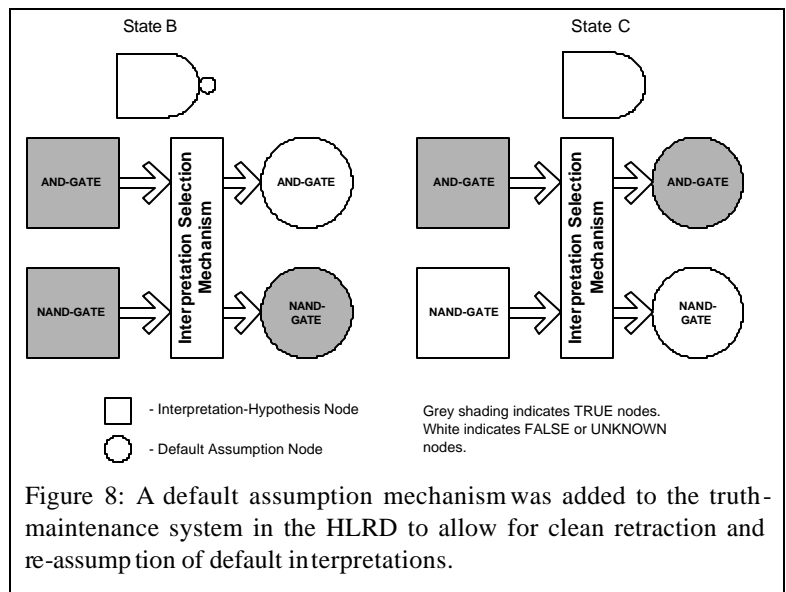 State B
State C
AND-GATE
Interpretation Selection
Mechanism
AND-GATE
NAND-GATE
NAND-
GATE
AND-GATE
Interpretation Selection
Mechanism
AND-GATE
NAND-GATE
NAND-
GATE
- Interpretation-Hypothesis Node
- Default Assumption Node
Grey shading indicates TRUE nodes.
White indicates FALSE or UNKNOWN
nodes.
Figure 8: A default assumption mechanism was added to the truth-
maintenance system in the HLRD to allow for clean retraction and
re-assumption of default interpretations.